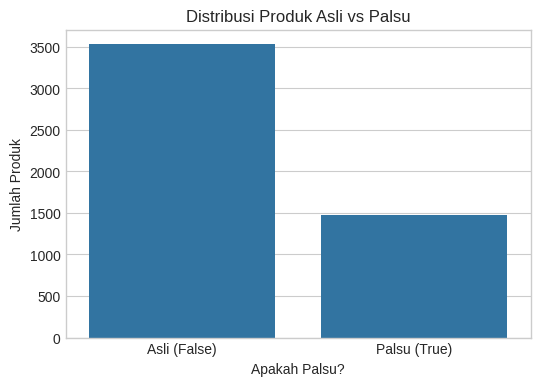 Distribusi Produk Asli vs Palsu
Jumlah Produk
3500
3000
2500
2000
1500
1000
500
0
Asli (False)
Palsu (True)
Apakah Palsu?